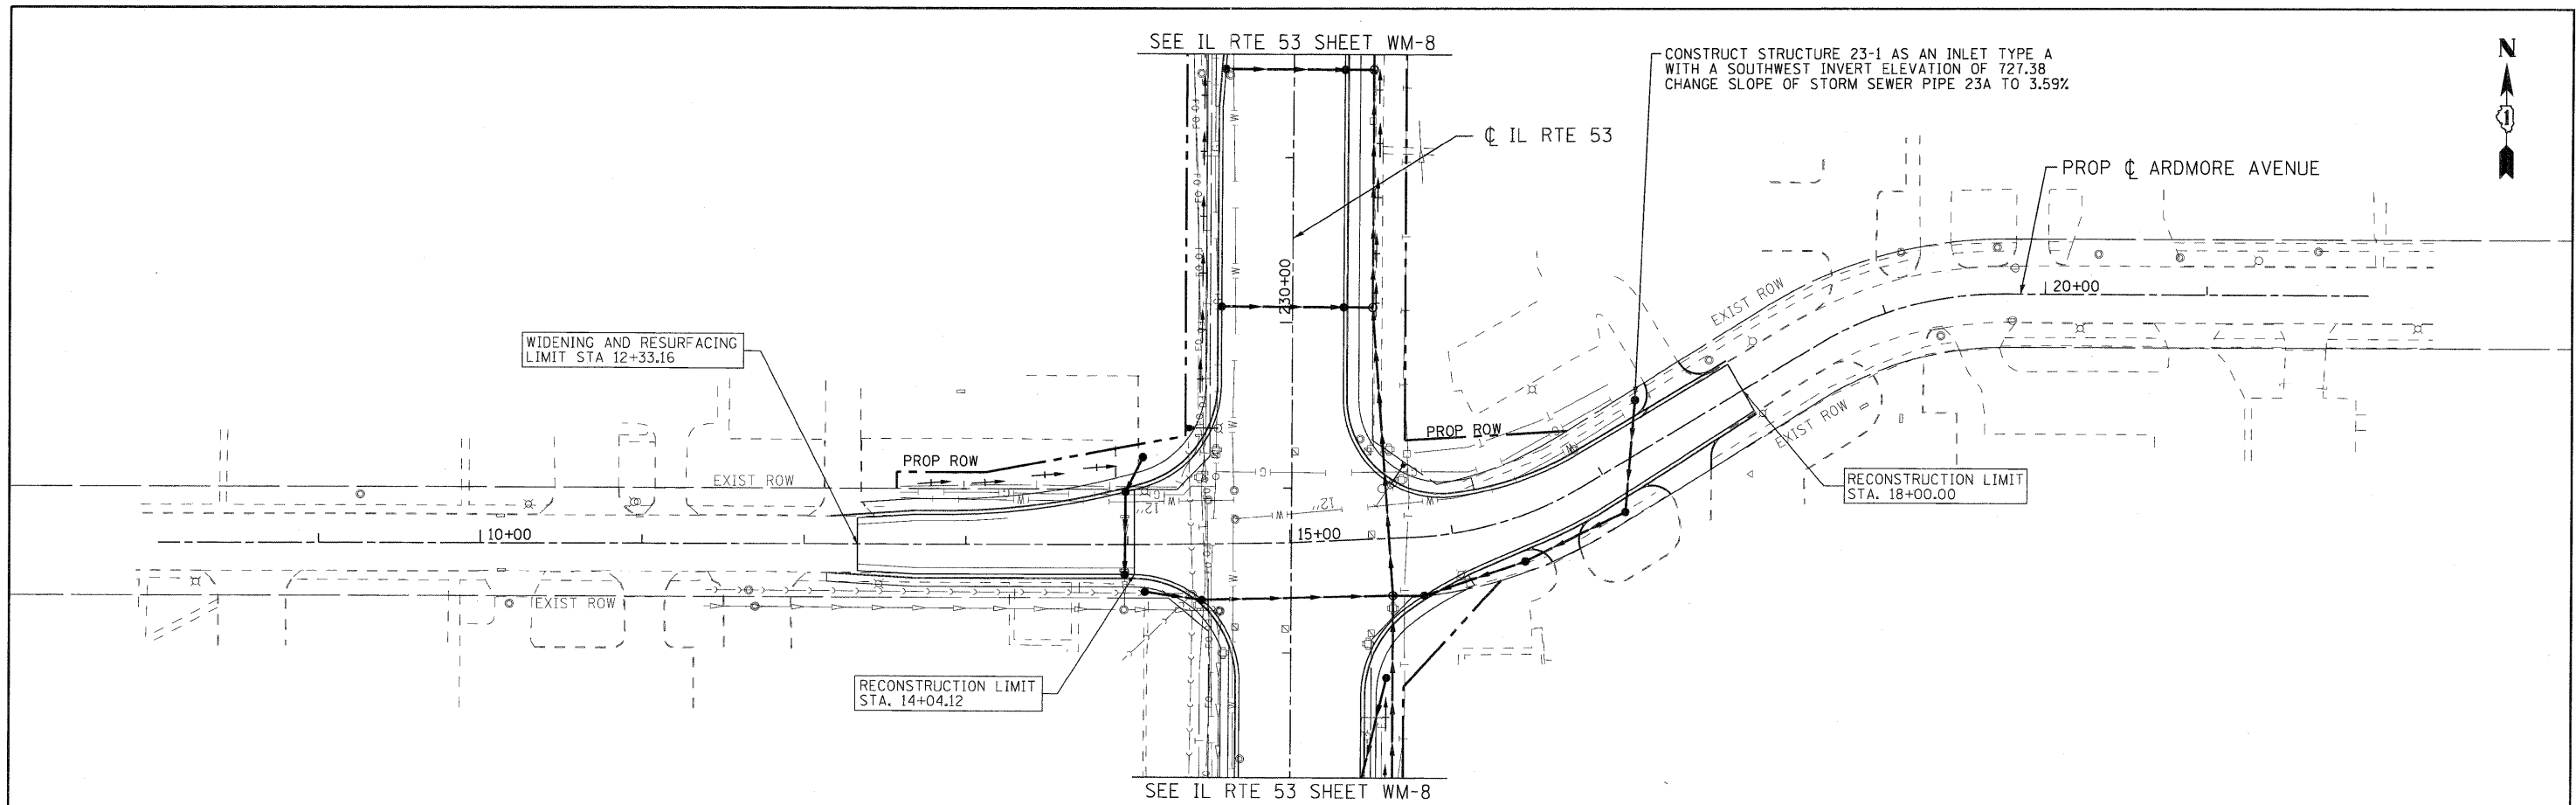 SEE IL RTE 53 SHEET WM-8
CONSTRUCT STRUCTURE 23-1 AS AN INLET TYPE A
WITH A SOUTHWEST INVERT ELEVATION OF 727.38
CHANGE SLOPE OF STORM SEWER PIPE 23A TO 3.59%
N
1
℄ IL RTE 53
PROP ℄ ARDMORE AVENUE
230+00
20+00
EXIST ROW
WIDENING AND RESURFACING
LIMIT STA 12+33.16
PROP ROW
PROP ROW
EXIST ROW
EXIST ROW
RECONSTRUCTION LIMIT
STA. 18+00.00
12"
12"
10+00
15+00
EXIST ROW
RECONSTRUCTION LIMIT
STA. 14+04.12
SEE IL RTE 53 SHEET WM-8